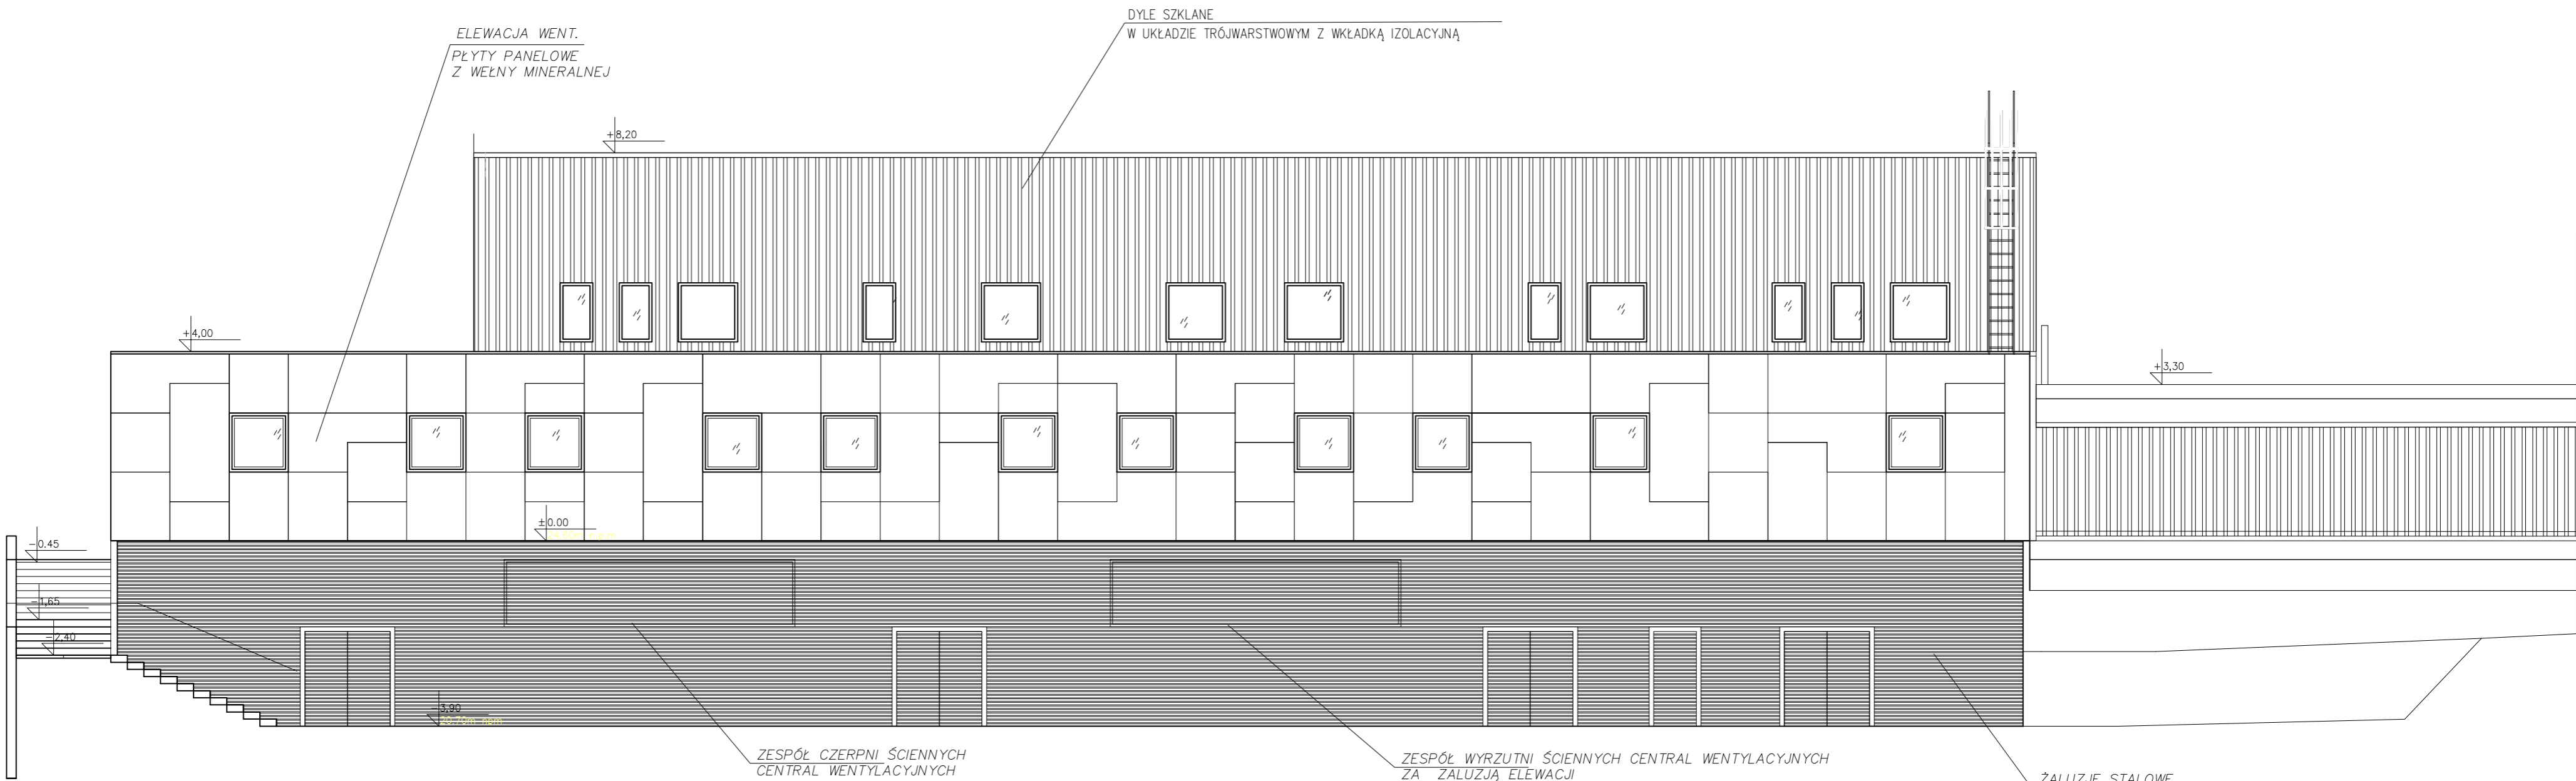 DYLE SZKLANE
W UKŁADZIE TRÓJWARSTWOWYM Z WKŁADKĄ IZOLACYJNĄ
ELEWACJA WENT.
PŁYTY PANELOWE
Z WEŁNY MINERALNEJ
+8,20
+4,00
+3,30
±0.00
-0.45
-1,65
-2,40
-3,90
ZESPÓŁ CZERPNI ŚCIENNYCH
CENTRAL WENTYLACYJNYCH
ZESPÓŁ WYRZUTNI ŚCIENNYCH CENTRAL WENTYLACYJNYCH
ZA ZALUZJĄ ELEWACJI
ŻALUZJE STALOWE